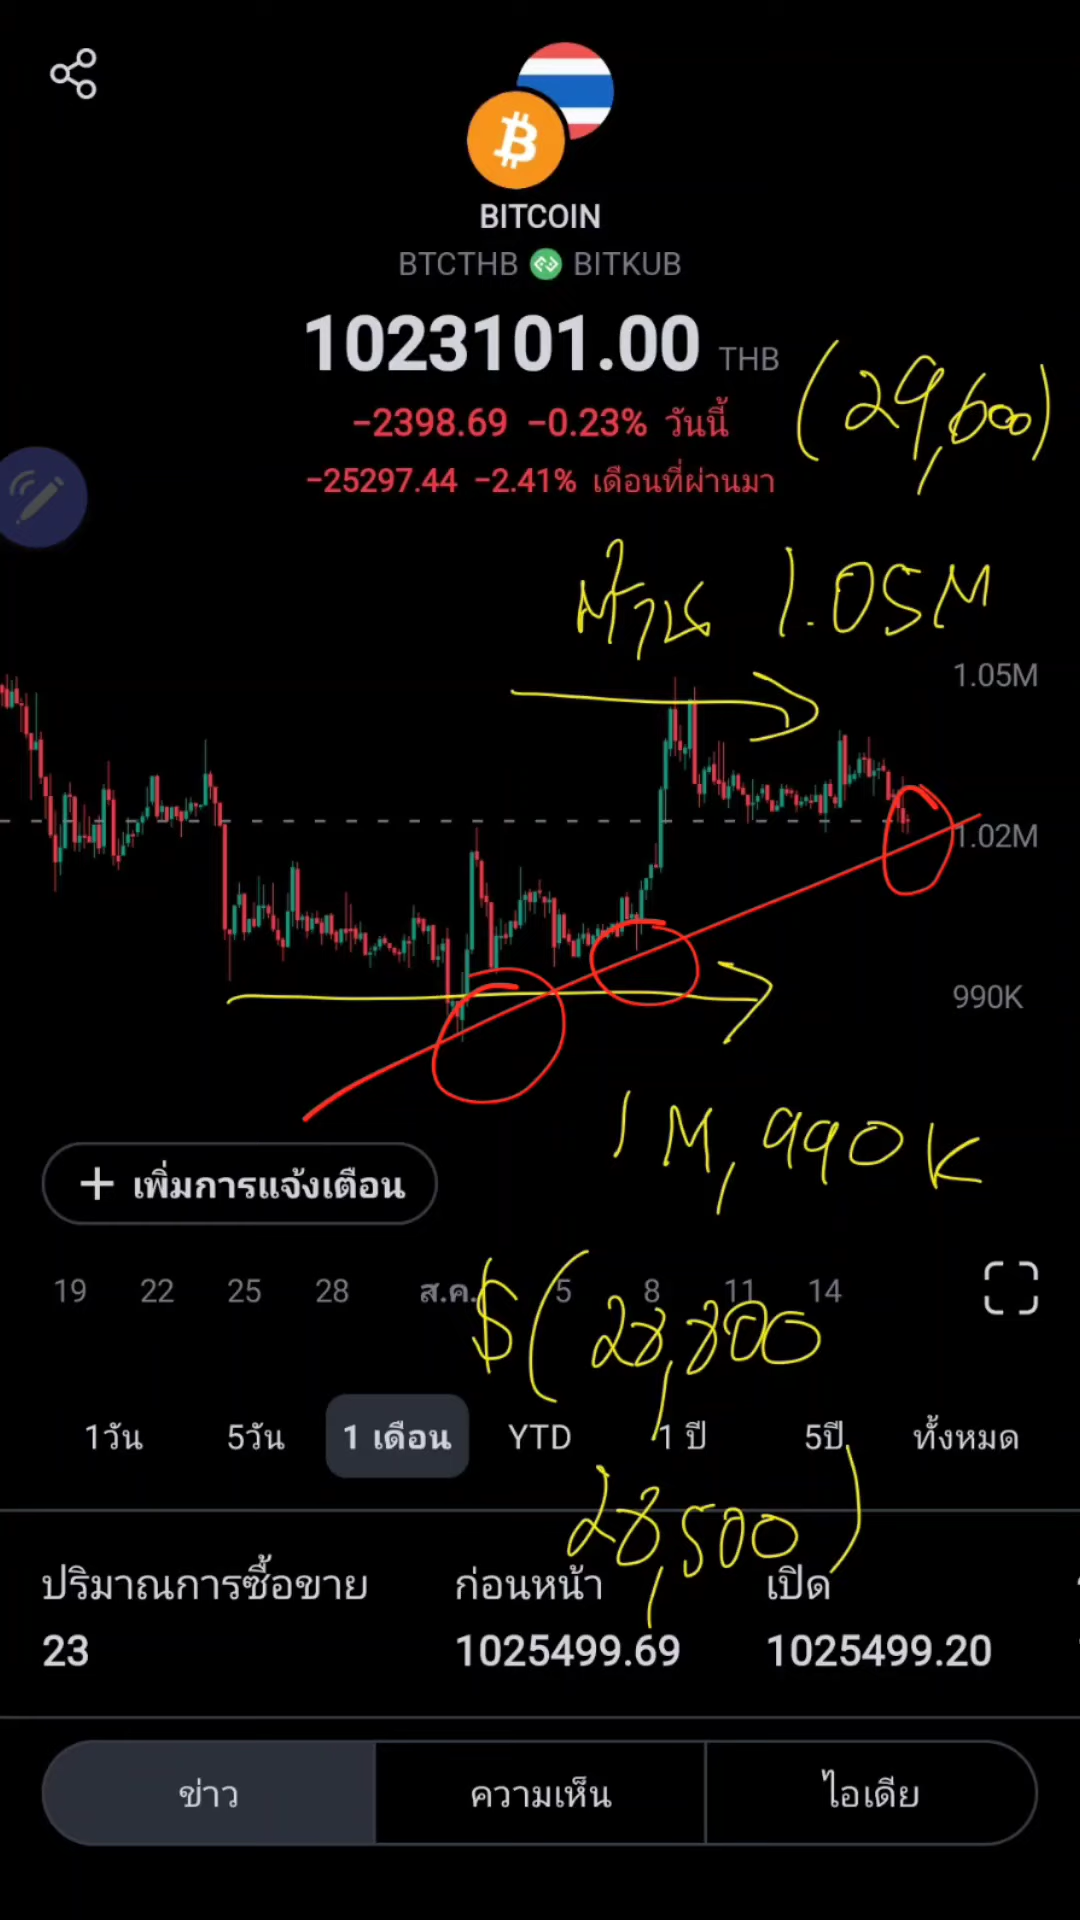 BITCOIN
BTCTHB BITKUB
1023101.00 THB
(29,600)
−2398.69 −0.23% วันนี้
−25297.44 −2.41% เดือนที่ผ่านมา
ต้าน 1.05M
1.05M
1.02M
990K
1M, 990K
+ เพิ่มการแจ้งเตือน
19 22 25 28 ส.ค. 5 8 11 14
$(28,800
1วัน 5วัน 1 เดือน YTD 1 ปี 5ปี ทั้งหมด
28,500)
ปริมาณการซื้อขาย ก่อนหน้า เปิด
23 1025499.69 1025499.20
ข่าว ความเห็น ไอเดีย